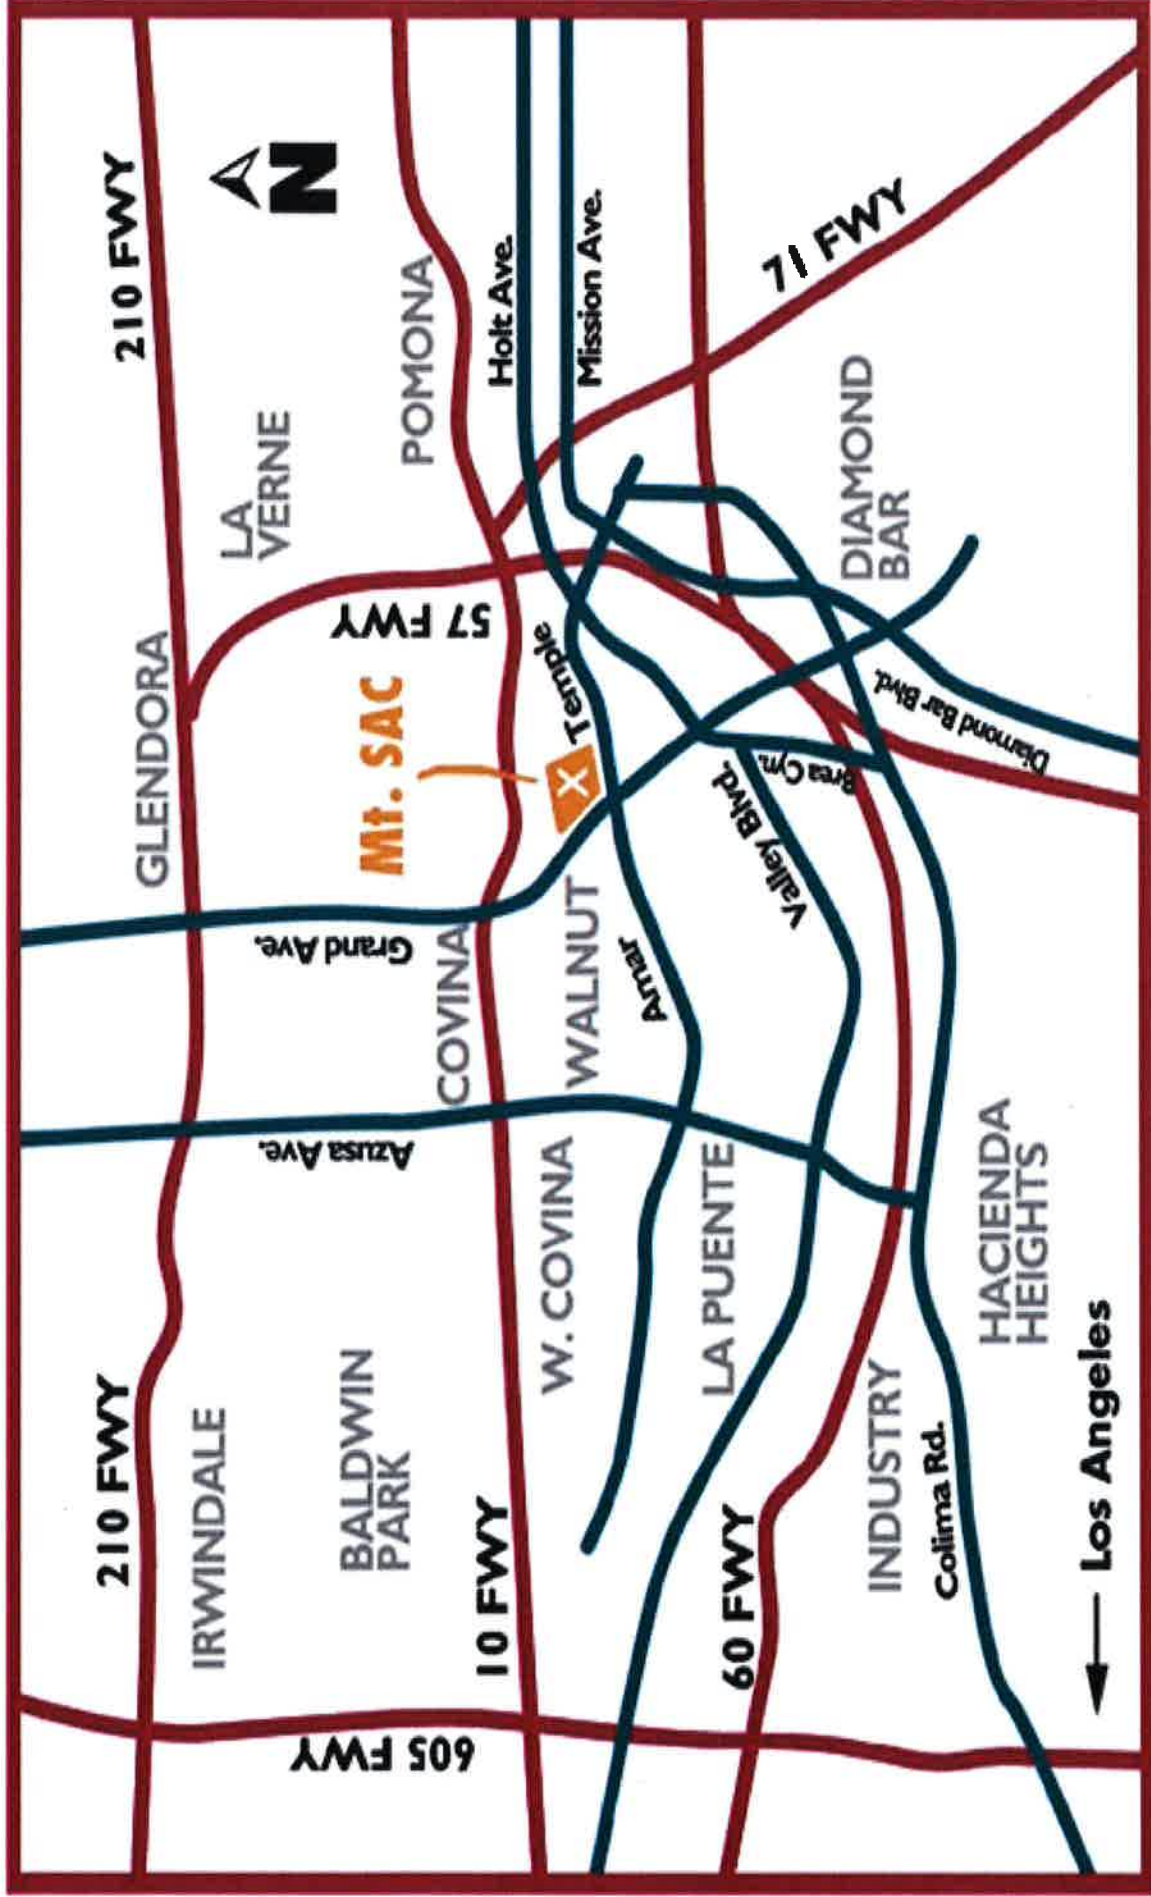 210 FWY
210 FWY
N
GLENDORA
LA
VERNE
IRWINDALE
Azusa Ave.
Grand Ave.
Mt. SAC
57 FWY
POMONA
BALDWIN
PARK
605 FWY
COVINA
10 FWY
Holt Ave.
Temple
Mission Ave.
W. COVINA
WALNUT
Amar
LA PUENTE
Valley Blvd.
Brea Cyn.
71 FWY
60 FWY
DIAMOND
BAR
Diamond Bar Blvd.
INDUSTRY
Colima Rd.
HACIENDA
HEIGHTS
Los Angeles